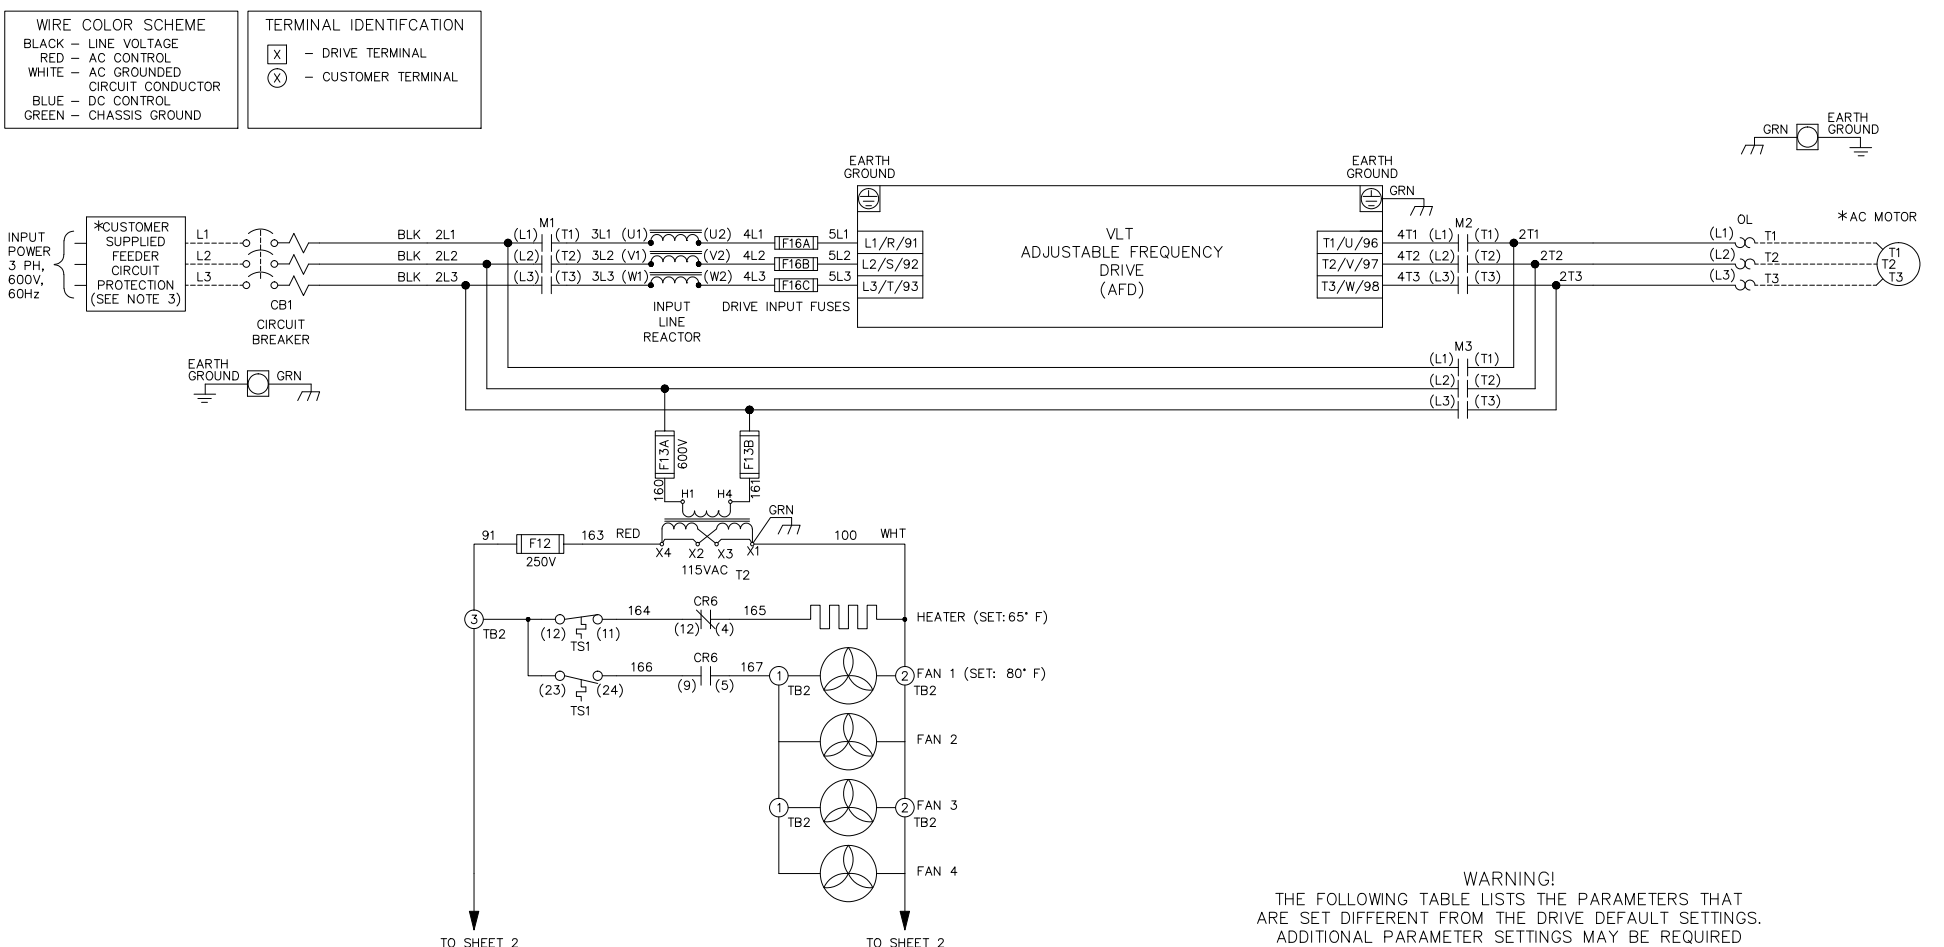 WIRE COLOR SCHEME
BLACK – LINE VOLTAGE
RED – AC CONTROL
WHITE – AC GROUNDED
CIRCUIT CONDUCTOR
BLUE – DC CONTROL
GREEN – CHASSIS GROUND
TERMINAL IDENTIFCATION
X – DRIVE TERMINAL
X – CUSTOMER TERMINAL
GRN
EARTH
GROUND
INPUT
POWER
3 PH,
600V,
60Hz
*CUSTOMER
SUPPLIED
FEEDER
CIRCUIT
PROTECTION
(SEE NOTE 3)
L1
L2
L3
CB1
CIRCUIT
BREAKER
BLK 2L1
BLK 2L2
BLK 2L3
M1
(L1) (T1) 3L1 (U1) (U2) 4L1 F16A 5L1
(L2) (T2) 3L2 (V1) (V2) 4L2 F16B 5L2
(L3) (T3) 3L3 (W1) (W2) 4L3 F16C 5L3
INPUT
LINE
REACTOR
DRIVE INPUT FUSES
EARTH
GROUND
L1/R/91
L2/S/92
L3/T/93
VLT
ADJUSTABLE FREQUENCY
DRIVE
(AFD)
EARTH
GROUND
GRN
T1/U/96
T2/V/97
T3/W/98
M2
4T1 (L1) (T1) 2T1
4T2 (L2) (T2) 2T2
4T3 (L3) (T3) 2T3
OL
(L1) T1
(L2) T2
(L3) T3
*AC MOTOR
T1
T2
T3
M3
(L1) (T1)
(L2) (T2)
(L3) (T3)
EARTH
GROUND
GRN
F13A
600V
F13B
160
161
H1 H4
GRN
91 F12 163 RED
250V
X4 X2 X3 X1
115VAC T2
100 WHT
3
TB2
(12) (11)
TS1
164
CR6
(12) (4)
165
HEATER (SET:65° F)
(23) (24)
TS1
166
CR6
(9) (5)
167
1
TB2
2
TB2
FAN 1 (SET: 80° F)
FAN 2
1
TB2
2
TB2
FAN 3
FAN 4
TO SHEET 2
TO SHEET 2
WARNING!
THE FOLLOWING TABLE LISTS THE PARAMETERS THAT
ARE SET DIFFERENT FROM THE DRIVE DEFAULT SETTINGS.
ADDITIONAL PARAMETER SETTINGS MAY BE REQUIRED